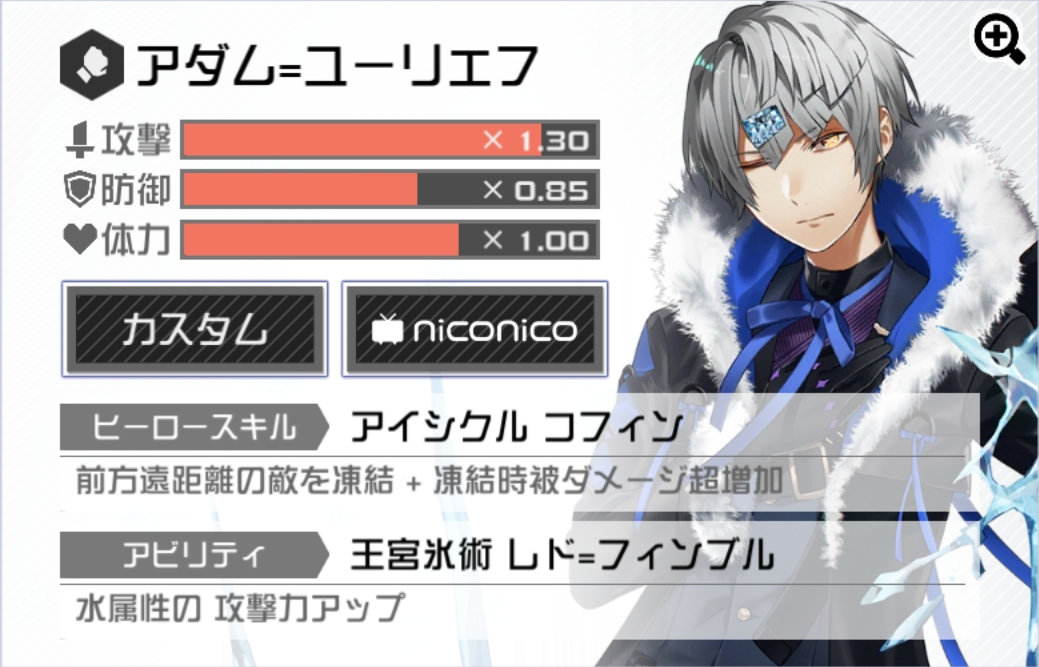 アダム=ユーリエフ
攻撃 × 1.30
防御 × 0.85
体力 × 1.00
カスタム niconico
ヒーロースキル アイシクル コフィン
前方遠距離の敵を凍結 + 凍結時被ダメージ超増加
アビリティ 王宮氷術 レド=フィンブル
水属性の 攻撃力アップ